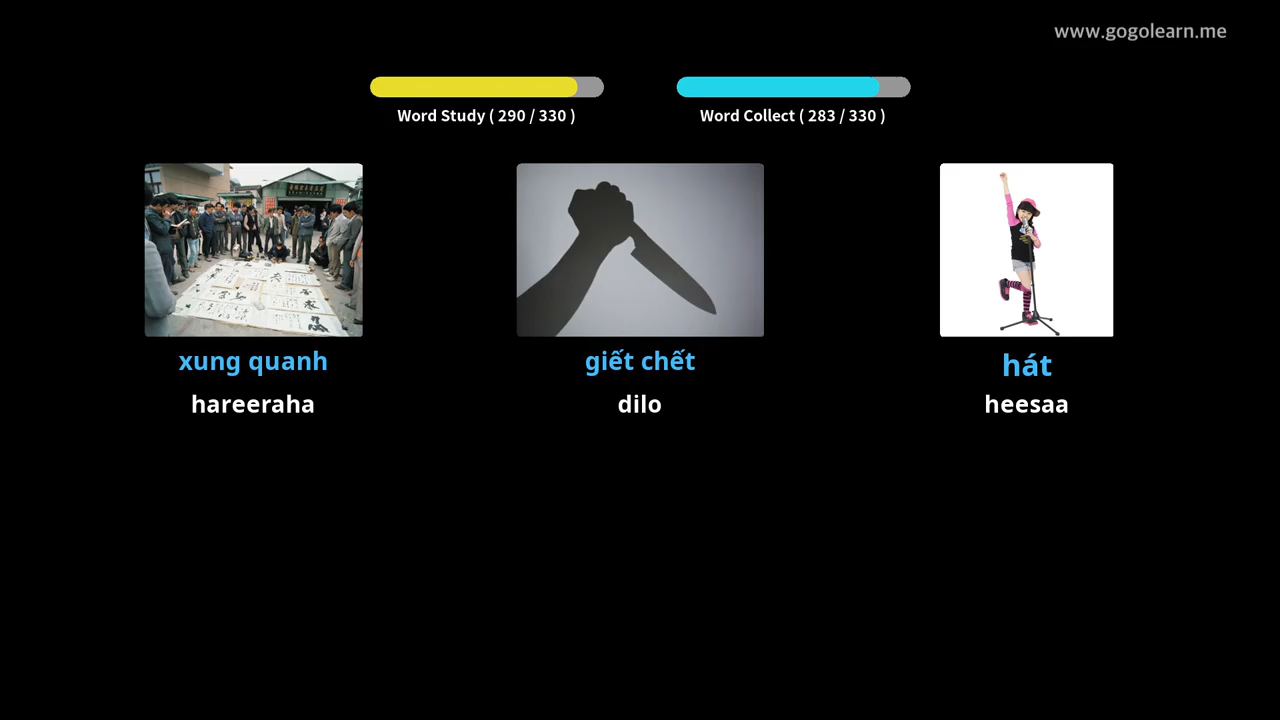 www.gogolearn.me
Word Study ( 290 / 330 )
Word Collect ( 283 / 330 )
xung quanh
giết chết
hát
hareeraha
dilo
heesaa